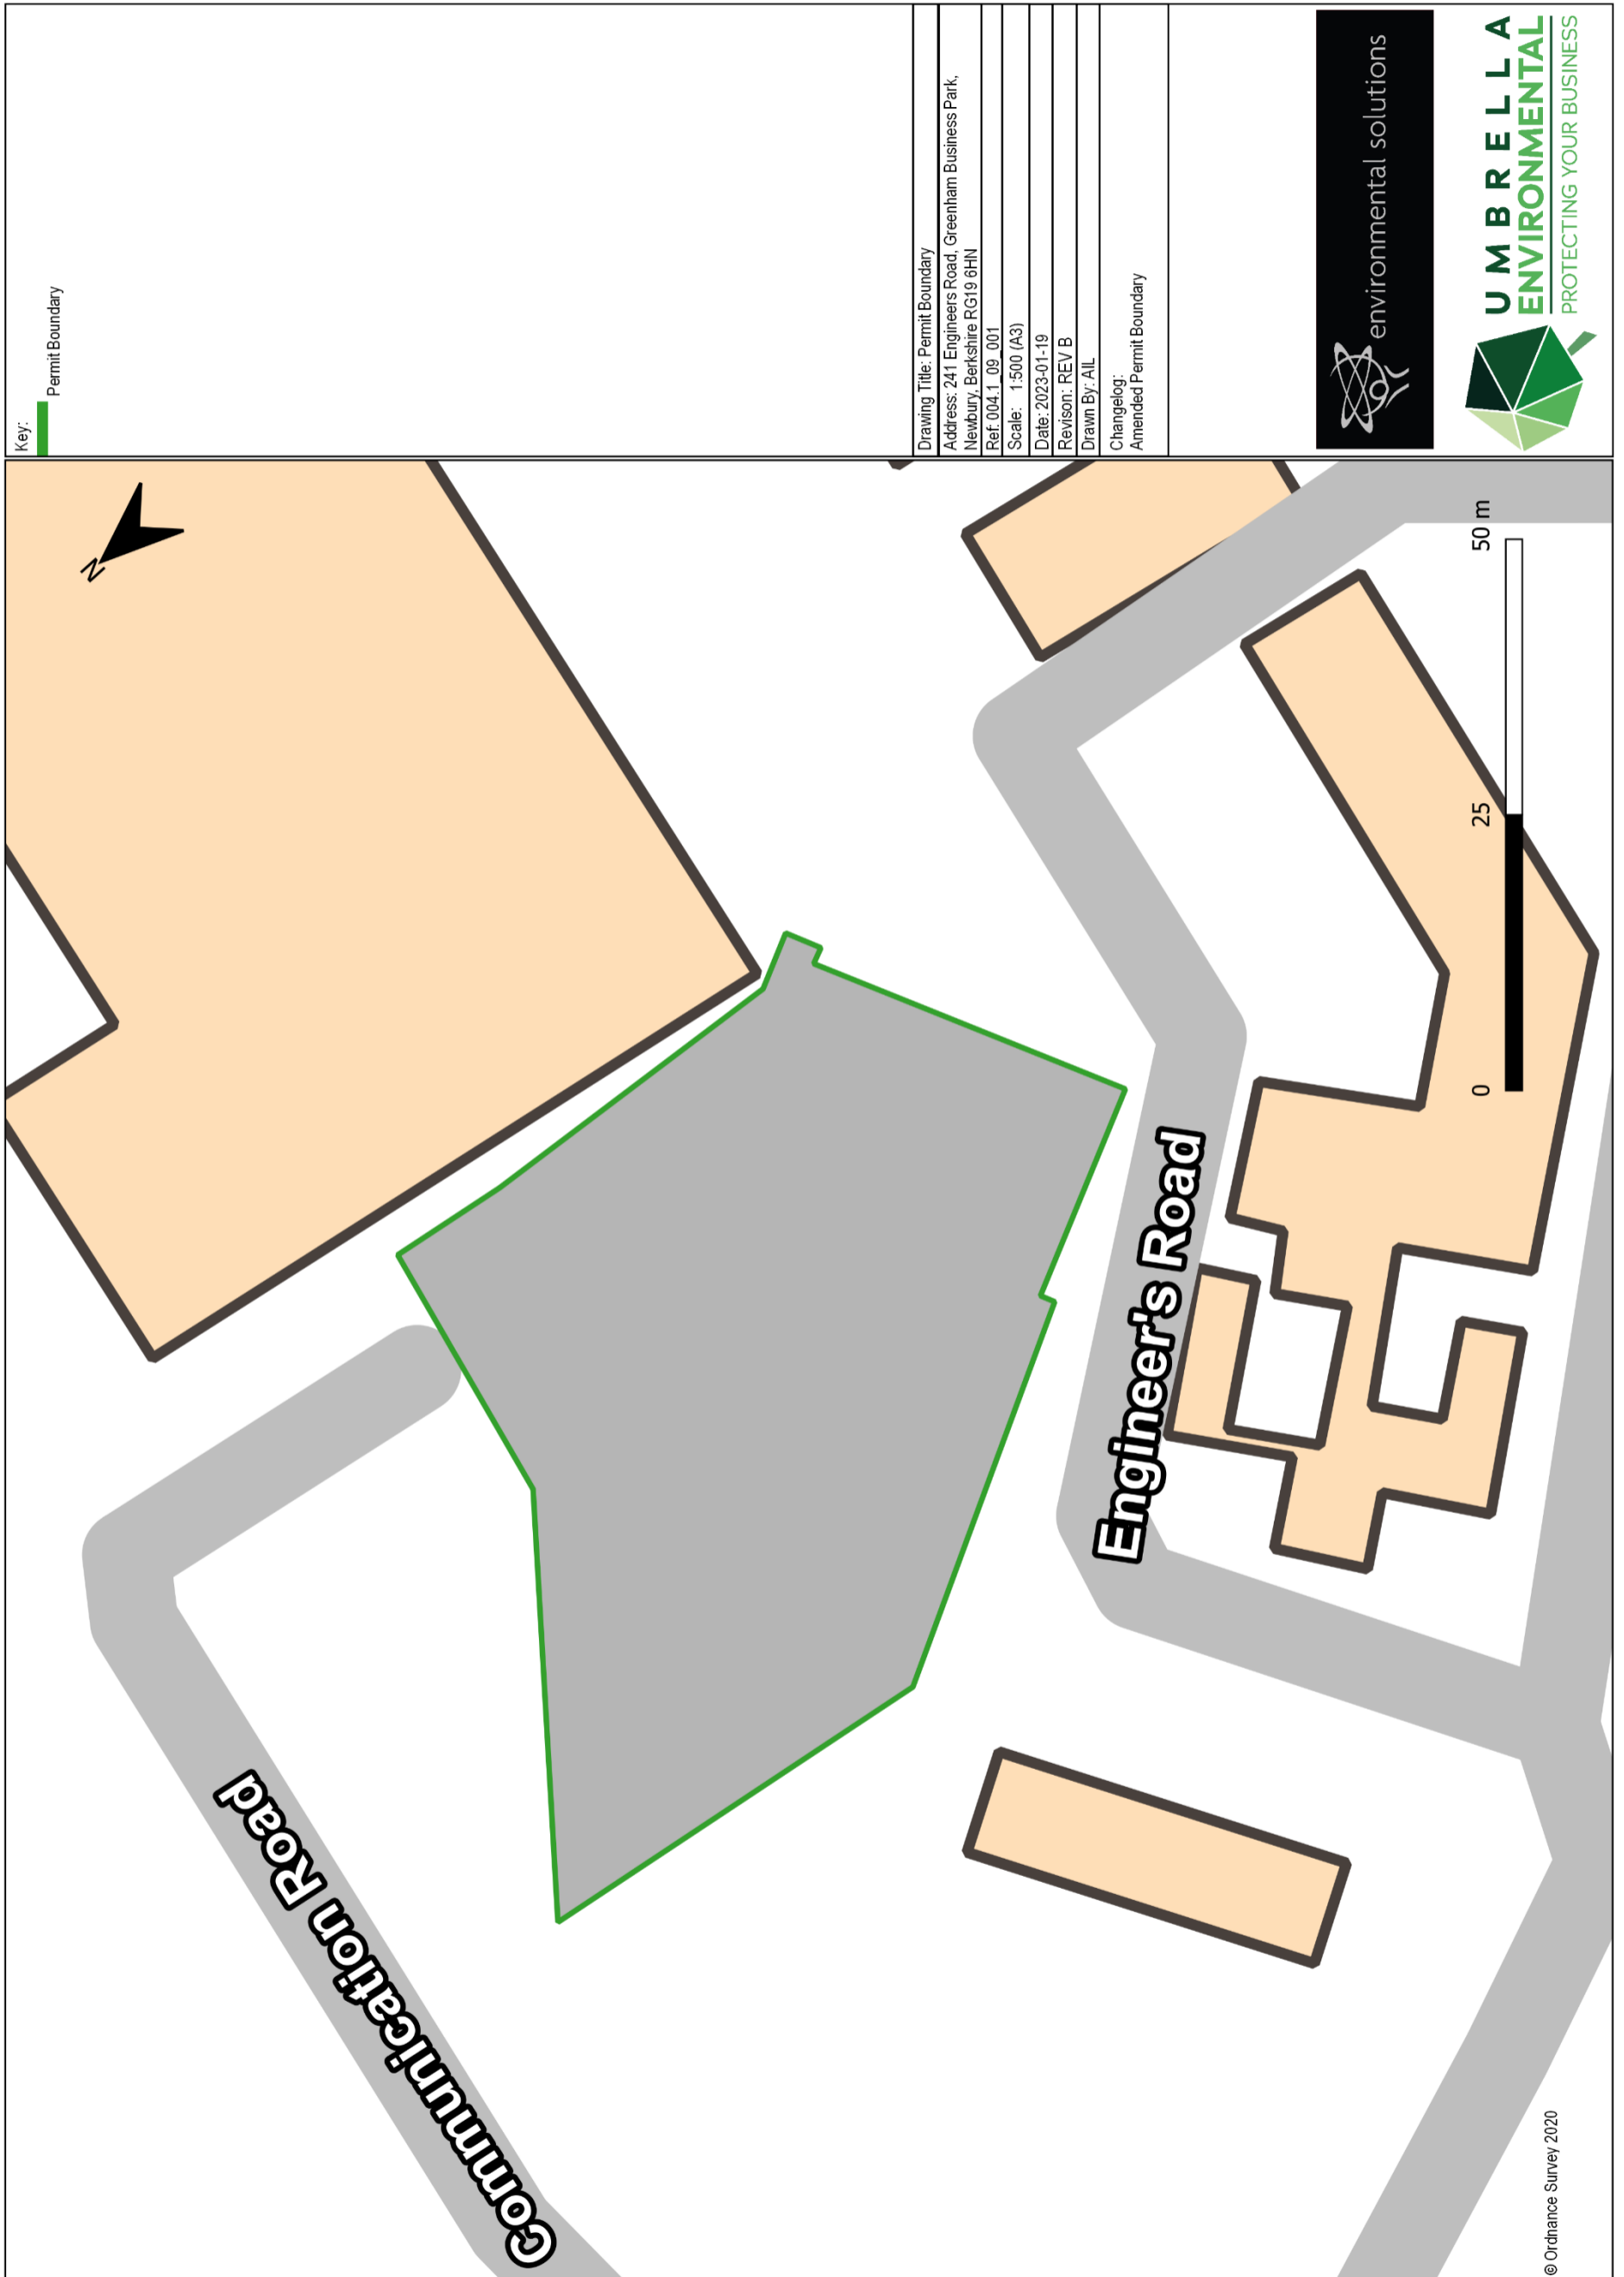 Key:
Permit Boundary
Drawing Title: Permit Boundary
Address: 241 Engineers Road, Greenham Business Park,
Newbury, Berkshire RG19 6HN
Ref: 004.1_09_001
Scale: 1:500 (A3)
Date: 2023-01-19
Revison: REV B
Drawn By: AIL
Changelog:
Amended Permit Boundary
environmental solutions
UMBRELLA
ENVIRONMENTAL
PROTECTING YOUR BUSINESS
N
Communication Road
Engineer's Road
0 25 50 m
© Ordnance Survey 2020